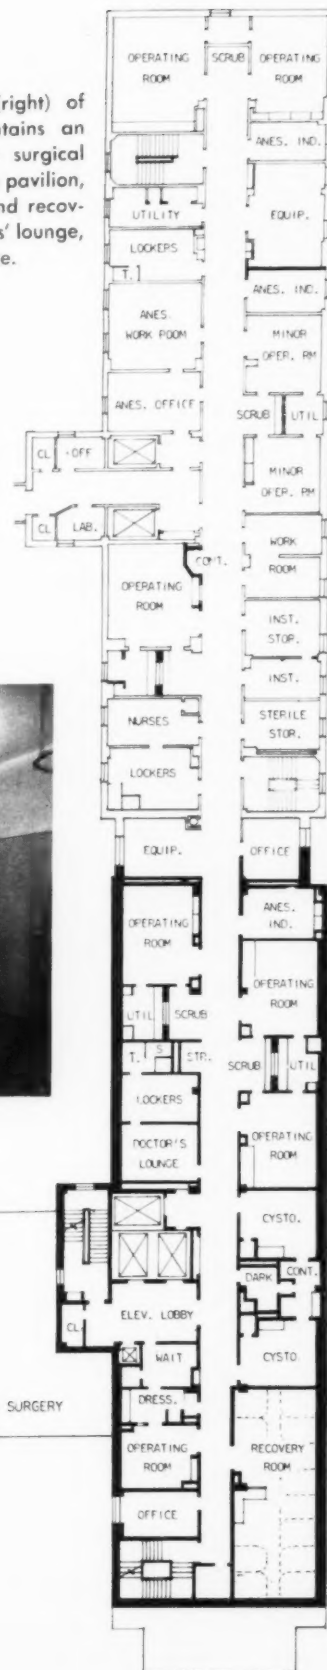 OPERATING
ROOM
SCRUB
OPERATING
ROOM
right) of
tains an
surgical
pavilion,
nd recov-
s' lounge,
e.
ANES. IND.
UTILITY
EQUIP.
LOCKERS
T.
ANES. IND.
ANES.
WORK ROOM
MINOR
OPER. RM
ANES. OFFICE
SCRUB
UTIL
CL
OFF
MINOR
OPER. RM
CL
LAB.
CONT.
WORK
ROOM
OPERATING
ROOM
INST.
STOR.
INST.
NURSES
STERILE
STOR.
LOCKERS
EQUIP.
OFFICE
ANES.
IND.
OPERATING
ROOM
OPERATING
ROOM
UTIL
SCRUB
T.
S
STR.
SCRUB
UTIL
LOCKERS
OPERATING
ROOM
DOCTOR'S
LOUNGE
CYSTO.
DARK
CONT.
ELEV. LOBBY
CL.
WAIT
CYSTO
DRESS.
SURGERY
OPERATING
ROOM
RECOVERY
ROOM
OFFICE